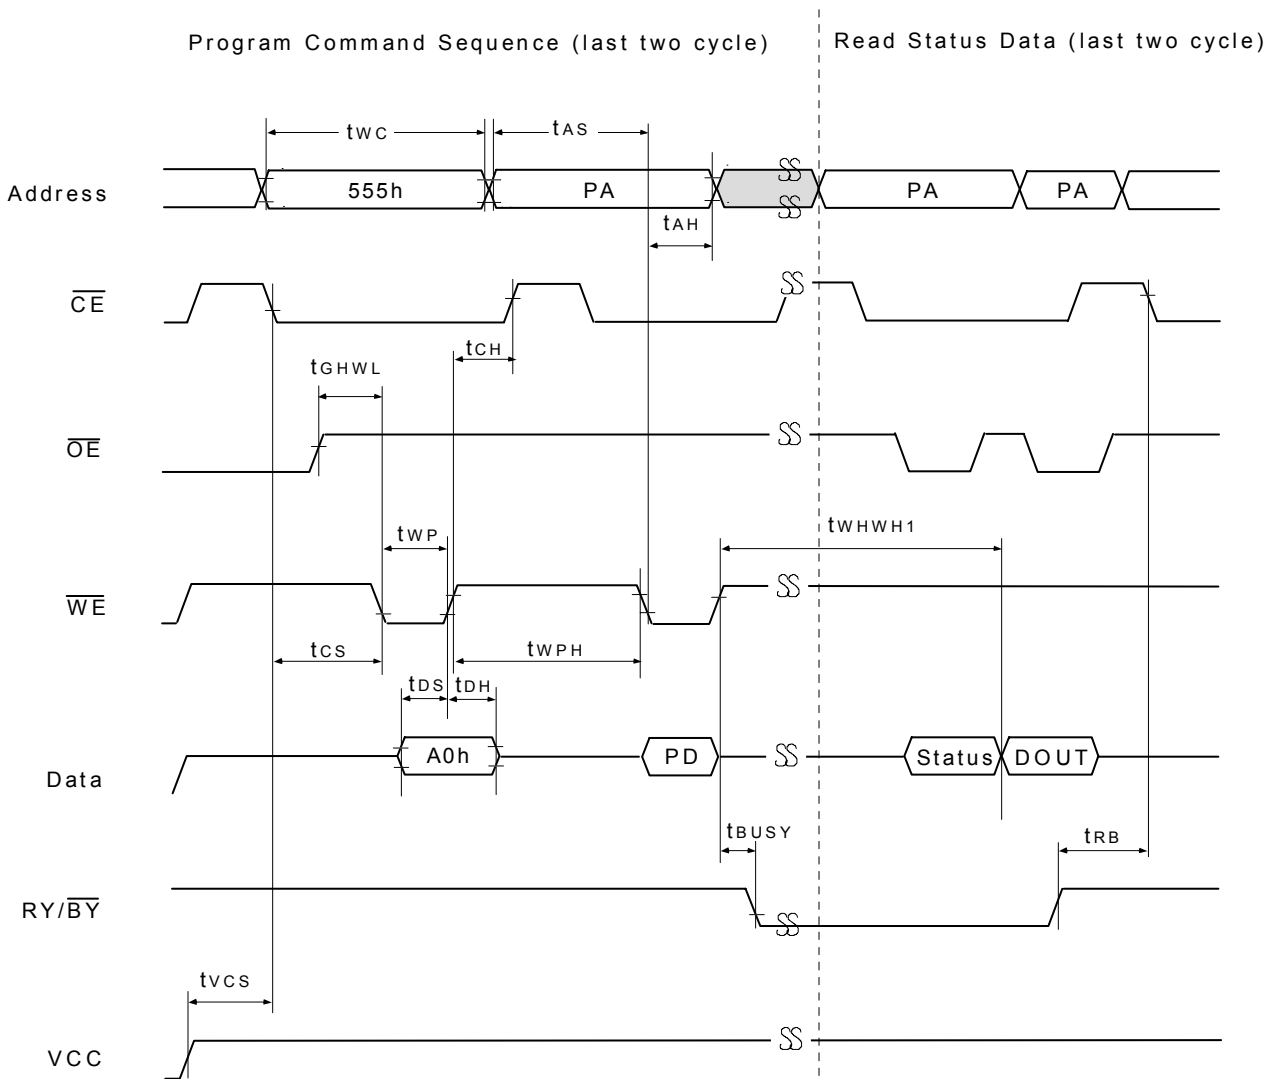 Program Command Sequence (last two cycle)
Read Status Data (last two cycle)
tWC
tAS
Address
555h
PA
PA
PA
tAH
CE
tCH
tGHWL
OE
tWP
tWHWH1
WE
tCS
tWPH
tDS
tDH
Data
A0h
PD
Status
DOUT
tBUSY
tRB
RY/BY
tVCS
VCC